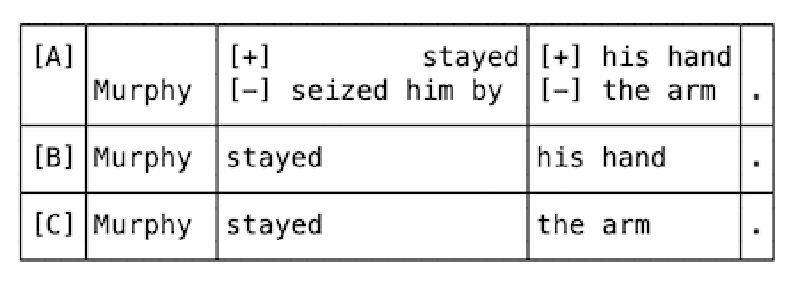 [A] [+] stayed [+] his hand
Murphy [−] seized him by [−] the arm .
[B] Murphy stayed his hand .
[C] Murphy stayed the arm .